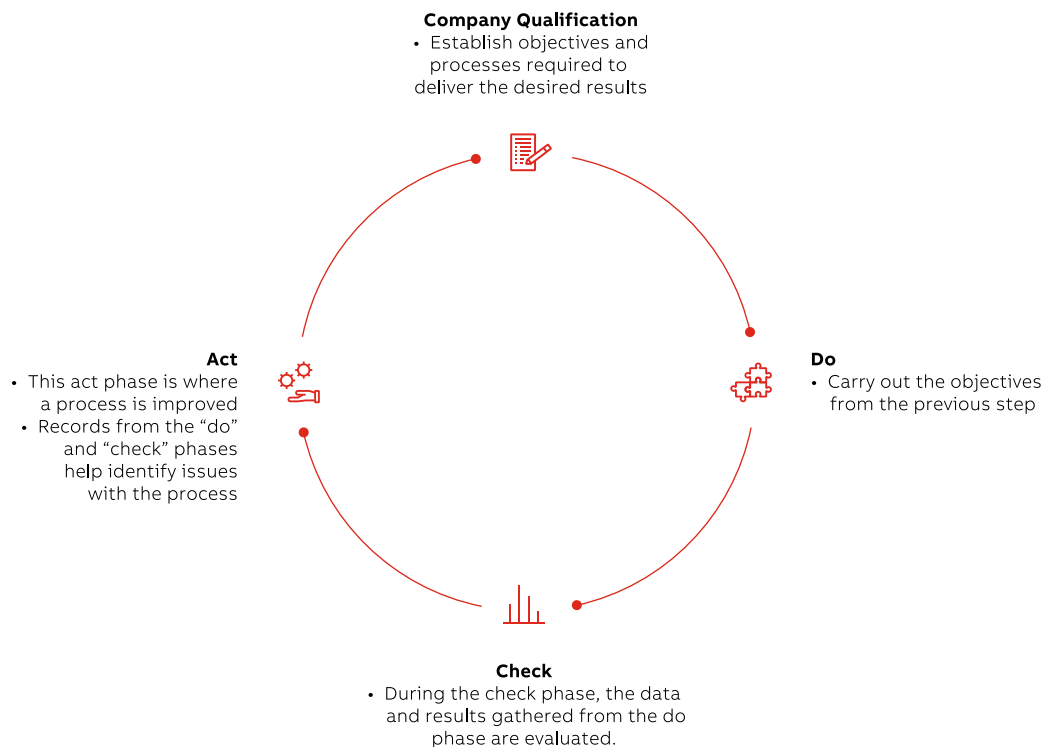 Company Qualification
• Establish objectives and
processes required to
deliver the desired results
Act
• This act phase is where
a process is improved
• Records from the “do”
and “check” phases
help identify issues
with the process
Do
• Carry out the objectives
from the previous step
Check
• During the check phase, the data
and results gathered from the do
phase are evaluated.